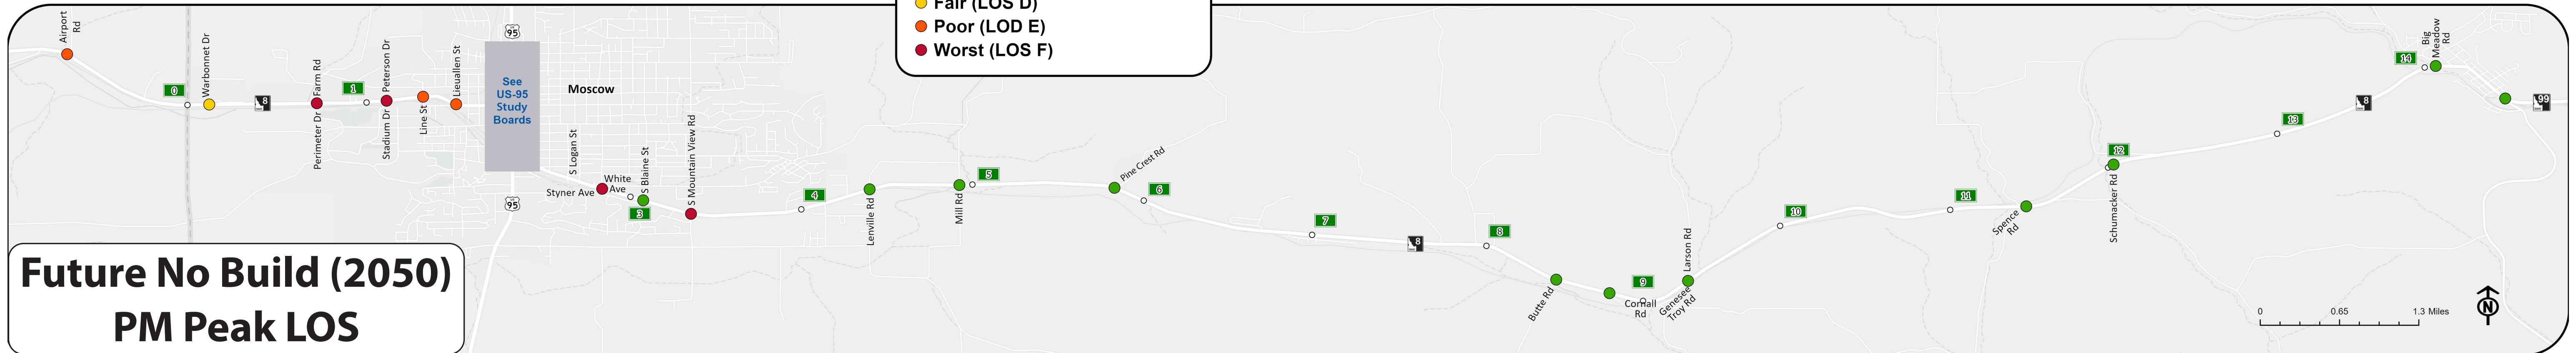 Fair (LOS D)
Poor (LOD E)
Worst (LOS F)
Airport
Rd
0
Warbonnet Dr
8
Farm Rd
Perimeter Dr
1
Peterson Dr
Stadium Dr
Line St
Lieuallen St
95
See
US-95
Study
Boards
95
Moscow
S Logan St
Styner Ave
White
Ave
S Blaine St
3
S Mountain View Rd
4
Lenville Rd
Mill Rd
5
Pine Crest Rd
6
7
8
8
Butte Rd
9
Cornall
Rd
Larson Rd
Genesee
Troy Rd
10
11
Spence
Rd
12
Schumacker Rd
13
8
14
Big
Meadow
Rd
99
0 0.65 1.3 Miles
N
Future No Build (2050)
PM Peak LOS